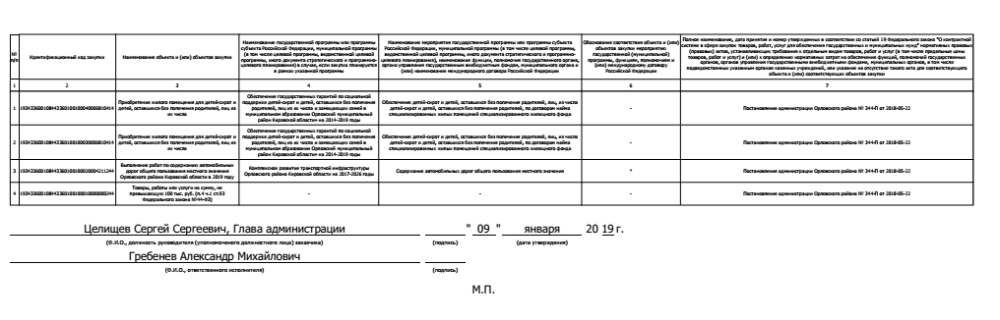 № п/п
Идентификационный код закупки
Наименование объекта и (или) объектов закупки
Наименование государственной программы или программы
субъекта Российской Федерации, муниципальной программы
(в том числе целевой программы, ведомственной целевой
программы, иного документа стратегического и программно-
целевого планирования) в случае, если закупка планируется
в рамках указанной программы
Наименование мероприятия государственной программы или программы субъекта
Российской Федерации, муниципальной программы (в том числе целевой программы,
ведомственной целевой программы, иного документа стратегического и программно-
целевого планирования), наименование функции, полномочия государственного органа,
органа управления государственным внебюджетным фондом, муниципального органа и
(или) наименование международного договора Российской Федерации
Обоснование соответствия объекта и (или)
объектов закупки мероприятию
государственной (муниципальной)
программы, функциям, полномочиям и
(или) международному договору
Российской Федерации
Полное наименование, дата принятия и номер утвержденных в соответствии со статьей 19 Федерального закона "О контрактной
системе в сфере закупок товаров, работ, услуг для обеспечения государственных и муниципальных нужд" нормативных правовых
(правовых) актов, устанавливающих требования к отдельным видам товаров, работ и услуг (в том числе предельные цены
товаров, работ и услуг) и (или) к определению нормативных затрат на обеспечение функций, полномочий государственных
органов, органов управления государственными внебюджетными фондами, муниципальных органов, в том числе
подведомственных указанным органам казенных учреждений, или указание на отсутствие такого акта для соответствующего
объекта и (или) соответствующих объектов закупки
1 2 3 4 5 6 7
1
Приобретение жилого помещения для детей-сирот и
детей, оставшихся без попечения родителей, лиц из
их числа
Обеспечение государственных гарантий по социальной
поддержке детей-сирот и детей, оставшихся без попечения
родителей, лиц из их числа и замещающих семей в
муниципальном образовании Орловский муниципальный
район Кировской области» на 2014-2019 годы
Обеспечение детей-сирот и детей, оставшихся без попечения родителей, лиц, из числа
детей-сирот и детей, оставшихся без попечения родителей, по договорам найма
специализированных жилых помещений специализированного жилищного фонда
-
Постановление администрации Орловского района № 344-П от 2018-05-22
2
Приобретение жилого помещения для детей-сирот и
детей, оставшихся без попечения родителей, лиц из
их числа
Обеспечение государственных гарантий по социальной
поддержке детей-сирот и детей, оставшихся без попечения
родителей, лиц из их числа и замещающих семей в
муниципальном образовании Орловский муниципальный
район Кировской области» на 2014-2019 годы
Обеспечение детей-сирот и детей, оставшихся без попечения родителей, лиц, из числа
детей-сирот и детей, оставшихся без попечения родителей, по договорам найма
специализированных жилых помещений специализированного жилищного фонда
-
Постановление администрации Орловского района № 344-П от 2018-05-22
3
Выполнение работ по содержанию автомобильных
дорог общего пользования местного значения
Орловского района Кировской области в 2019 году
Комплексное развитие транспортной инфраструктуры
Орловского района Кировской области на 2017-2026 годы
Содержание автомобильных дорог общего пользования местного значения
Постановление администрации Орловского района № 344-П от 2018-05-22
4
Товары, работы или услуги на сумму, не
превышающую 100 тыс. руб. (п.4 ч.1 ст.93
Федерального закона №44-ФЗ)
- - -
Постановление администрации Орловского района № 344-П от 2018-05-22
Целищев Сергей Сергеевич, Глава администрации " 09 " января 20 19 г.
(Ф.И.О., должность руководителя (уполномоченного должностного лица) заказчика) (подпись) (дата утверждения)
Гребенев Александр Михайлович
(Ф.И.О., ответственного исполнителя) (подпись)
М.П.